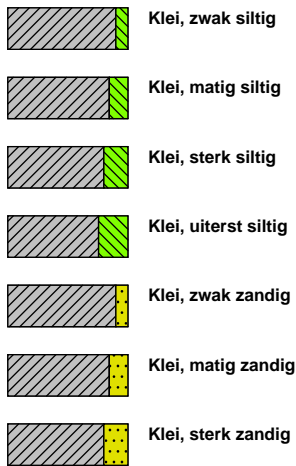 Klei, zwak siltig
Klei, matig siltig
Klei, sterk siltig
Klei, uiterst siltig
Klei, zwak zandig
Klei, matig zandig
Klei, sterk zandig